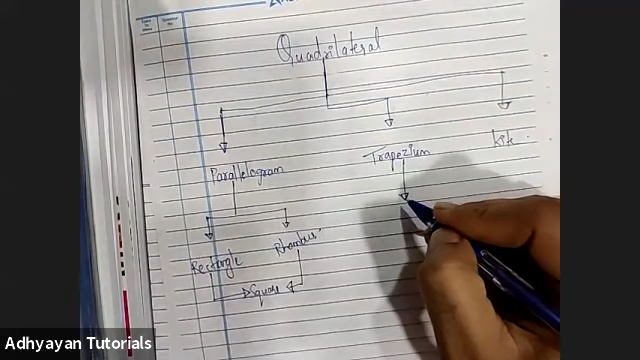 Quadrilateral
Parallelogram
Trapezium
kite
Rectangle
Rhombus
Square
Adhyayan Tutorials